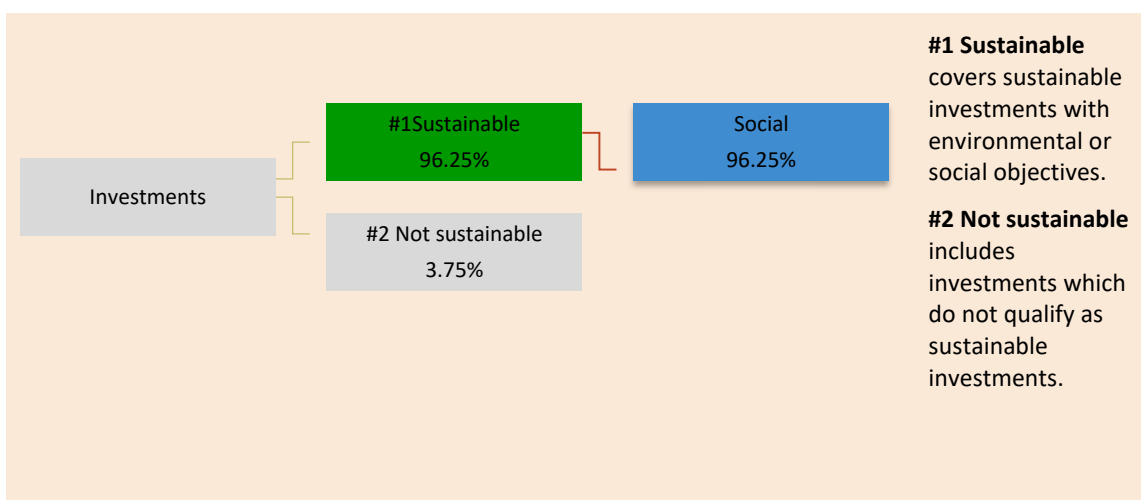 Investments
#1Sustainable
96.25%
Social
96.25%
#2 Not sustainable
3.75%
#1 Sustainable
covers sustainable
investments with
environmental or
social objectives.
#2 Not sustainable
includes
investments which
do not qualify as
sustainable
investments.